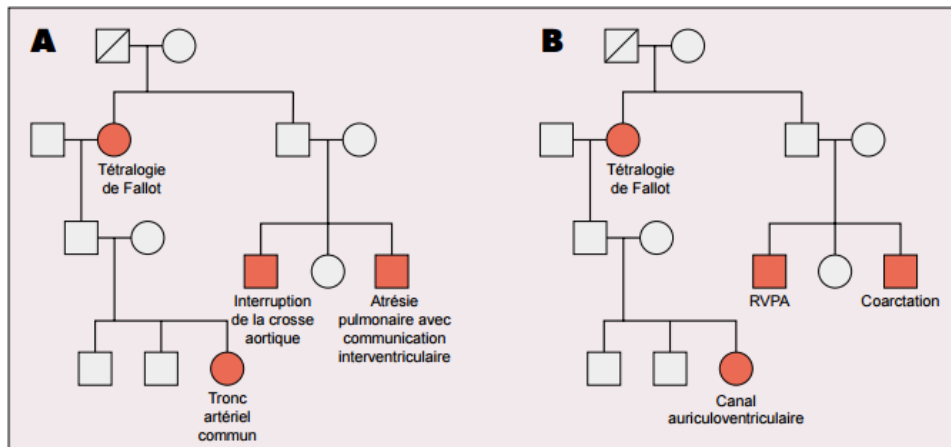 A
Tétralogie
de Fallot
Interruption
de la crosse
aortique
Atrésie
pulmonaire avec
communication
interventriculaire
Tronc
artériel
commun
B
Tétralogie
de Fallot
RVPA
Coarctation
Canal
auriculoventriculaire